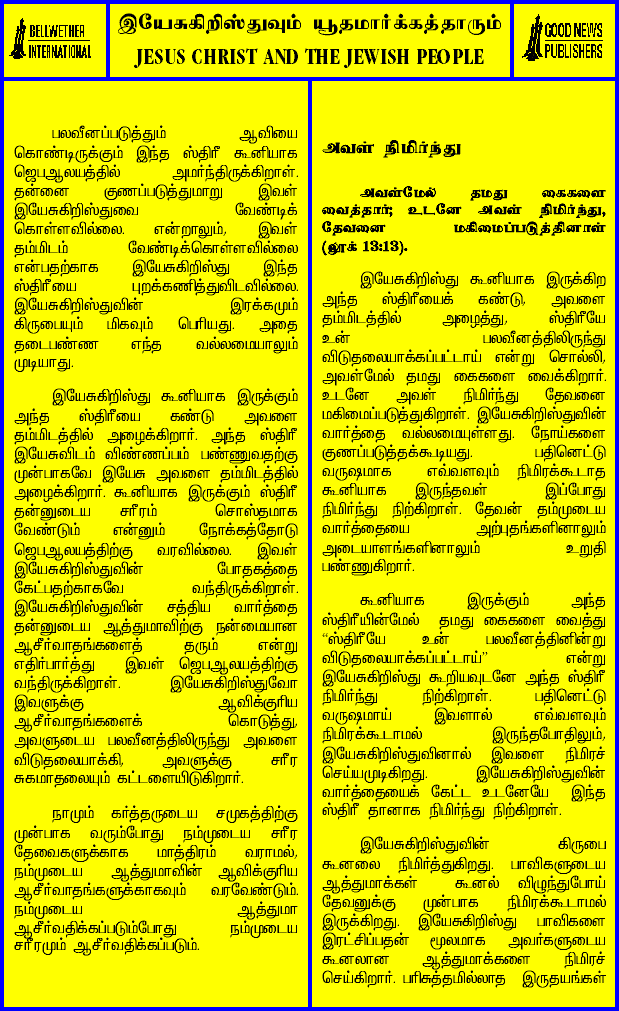 BELLWETHER
INTERNATIONAL
இயேசுகிறிஸ்துவும் யூதமார்க்கத்தாரும்
JESUS CHRIST AND THE JEWISH PEOPLE
GOOD NEWS
PUBLISHERS
பலவீனப்படுத்தும் ஆவியை
கொண்டிருக்கும் இந்த ஸ்திரீ கூனியாக
ஜெபஆலயத்தில் அமர்ந்திருக்கிறாள்.
தன்னை குணப்படுத்துமாறு இவள்
இயேசுகிறிஸ்துவை வேண்டிக்
கொள்ளவில்லை. என்றாலும், இவள்
தம்மிடம் வேண்டிக்கொள்ளவில்லை
என்பதற்காக இயேசுகிறிஸ்து இந்த
ஸ்திரீயை புறக்கணித்துவிடவில்லை.
இயேசுகிறிஸ்துவின் இரக்கமும்
கிருபையும் மிகவும் பெரியது. அதை
தடைபண்ண எந்த வல்லமையாலும்
முடியாது.
இயேசுகிறிஸ்து கூனியாக இருக்கும்
அந்த ஸ்திரீயை கண்டு அவளை
தம்மிடத்தில் அழைக்கிறார். அந்த ஸ்திரீ
இயேசுவிடம் விண்ணப்பம் பண்ணுவதற்கு
முன்பாகவே இயேசு அவளை தம்மிடத்தில்
அழைக்கிறார். கூனியாக இருக்கும் ஸ்திரீ
தன்னுடைய சரீரம் சொஸ்தமாக
வேண்டும் என்னும் நோக்கத்தோடு
ஜெபஆலயத்திற்கு வரவில்லை. இவள்
இயேசுகிறிஸ்துவின் போதகத்தை
கேட்பதற்காகவே வந்திருக்கிறாள்.
இயேசுகிறிஸ்துவின் சத்திய வார்த்தை
தன்னுடைய ஆத்துமாவிற்கு நன்மையான
ஆசீர்வாதங்களைத் தரும் என்று
எதிர்பார்த்து இவள் ஜெபஆலயத்திற்கு
வந்திருக்கிறாள். இயேசுகிறிஸ்துவோ
இவளுக்கு ஆவிக்குரிய
ஆசீர்வாதங்களைக் கொடுத்து,
அவளுடைய பலவீனத்திலிருந்து அவளை
விடுதலையாக்கி, அவளுக்கு சரீர
சுகமாதலையும் கட்டளையிடுகிறார்.
நாமும் கர்த்தருடைய சமுகத்திற்கு
முன்பாக வரும்போது நம்முடைய சரீர
தேவைகளுக்காக மாத்திரம் வராமல்,
நம்முடைய ஆத்துமாவின் ஆவிக்குரிய
ஆசீர்வாதங்களுக்காகவும் வரவேண்டும்.
நம்முடைய ஆத்துமா
ஆசீர்வதிக்கப்படும்போது நம்முடைய
சரீரமும் ஆசீர்வதிக்கப்படும்.
அவள் நிமிர்ந்து
அவள்மேல் தமது கைகளை
வைத்தார்; உடனே அவள் நிமிர்ந்து,
தேவனை மகிமைப்படுத்தினாள்
(லூக் 13:13).
இயேசுகிறிஸ்து கூனியாக இருக்கிற
அந்த ஸ்திரீயைக் கண்டு, அவளை
தம்மிடத்தில் அழைத்து, ஸ்திரீயே
உன் பலவீனத்திலிருந்து
விடுதலையாக்கப்பட்டாய் என்று சொல்லி,
அவள்மேல் தமது கைகளை வைக்கிறார்.
உடனே அவள் நிமிர்ந்து தேவனை
மகிமைப்படுத்துகிறாள். இயேசுகிறிஸ்துவின்
வார்த்தை வல்லமையுள்ளது. நோய்களை
குணப்படுத்தக்கூடியது. பதினெட்டு
வருஷமாக எவ்வளவும் நிமிரக்கூடாத
கூனியாக இருந்தவள் இப்போது
நிமிர்ந்து நிற்கிறாள். தேவன் தம்முடைய
வார்த்தையை அற்புதங்களினாலும்
அடையாளங்களினாலும் உறுதி
பண்ணுகிறார்.
கூனியாக இருக்கும் அந்த
ஸ்திரீயின்மேல் தமது கைகளை வைத்து
“ஸ்திரீயே உன் பலவீனத்தினின்று
விடுதலையாக்கப்பட்டாய்” என்று
இயேசுகிறிஸ்து கூறியவுடனே அந்த ஸ்திரீ
நிமிர்ந்து நிற்கிறாள். பதினெட்டு
வருஷமாய் இவளால் எவ்வளவும்
நிமிரக்கூடாமல் இருந்தபோதிலும்,
இயேசுகிறிஸ்துவினால் இவளை நிமிரச்
செய்யமுடிகிறது. இயேசுகிறிஸ்துவின்
வார்த்தையைக் கேட்ட உடனேயே இந்த
ஸ்திரீ தானாக நிமிர்ந்து நிற்கிறாள்.
இயேசுகிறிஸ்துவின் கிருபை
கூனலை நிமிர்த்துகிறது. பாவிகளுடைய
ஆத்துமாக்கள் கூனல் விழுந்துபோய்
தேவனுக்கு முன்பாக நிமிரக்கூடாமல்
இருக்கிறது. இயேசுகிறிஸ்து பாவிகளை
இரட்சிப்பதன் மூலமாக அவர்களுடைய
கூனலான ஆத்துமாக்களை நிமிரச்
செய்கிறார். பரிசுத்தமில்லாத இருதயங்கள்